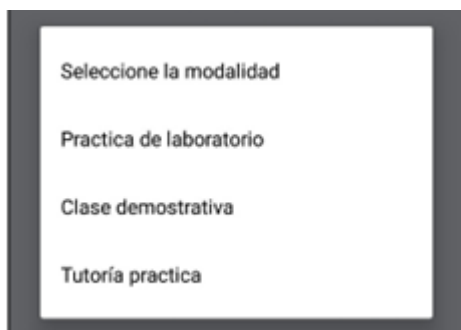 Seleccione la modalidad
Practica de laboratorio
Clase demostrativa
Tutoría practica